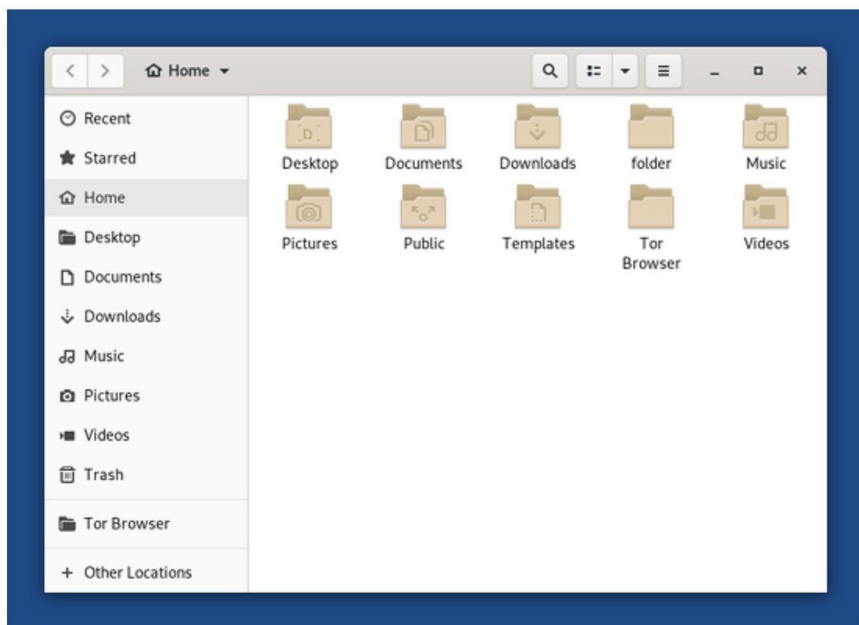 Home
Recent
Starred
Home
Desktop
Documents
Downloads
Music
Pictures
Videos
Trash
Tor Browser
Other Locations
Desktop
Documents
Downloads
folder
Music
Pictures
Public
Templates
Tor
Browser
Videos